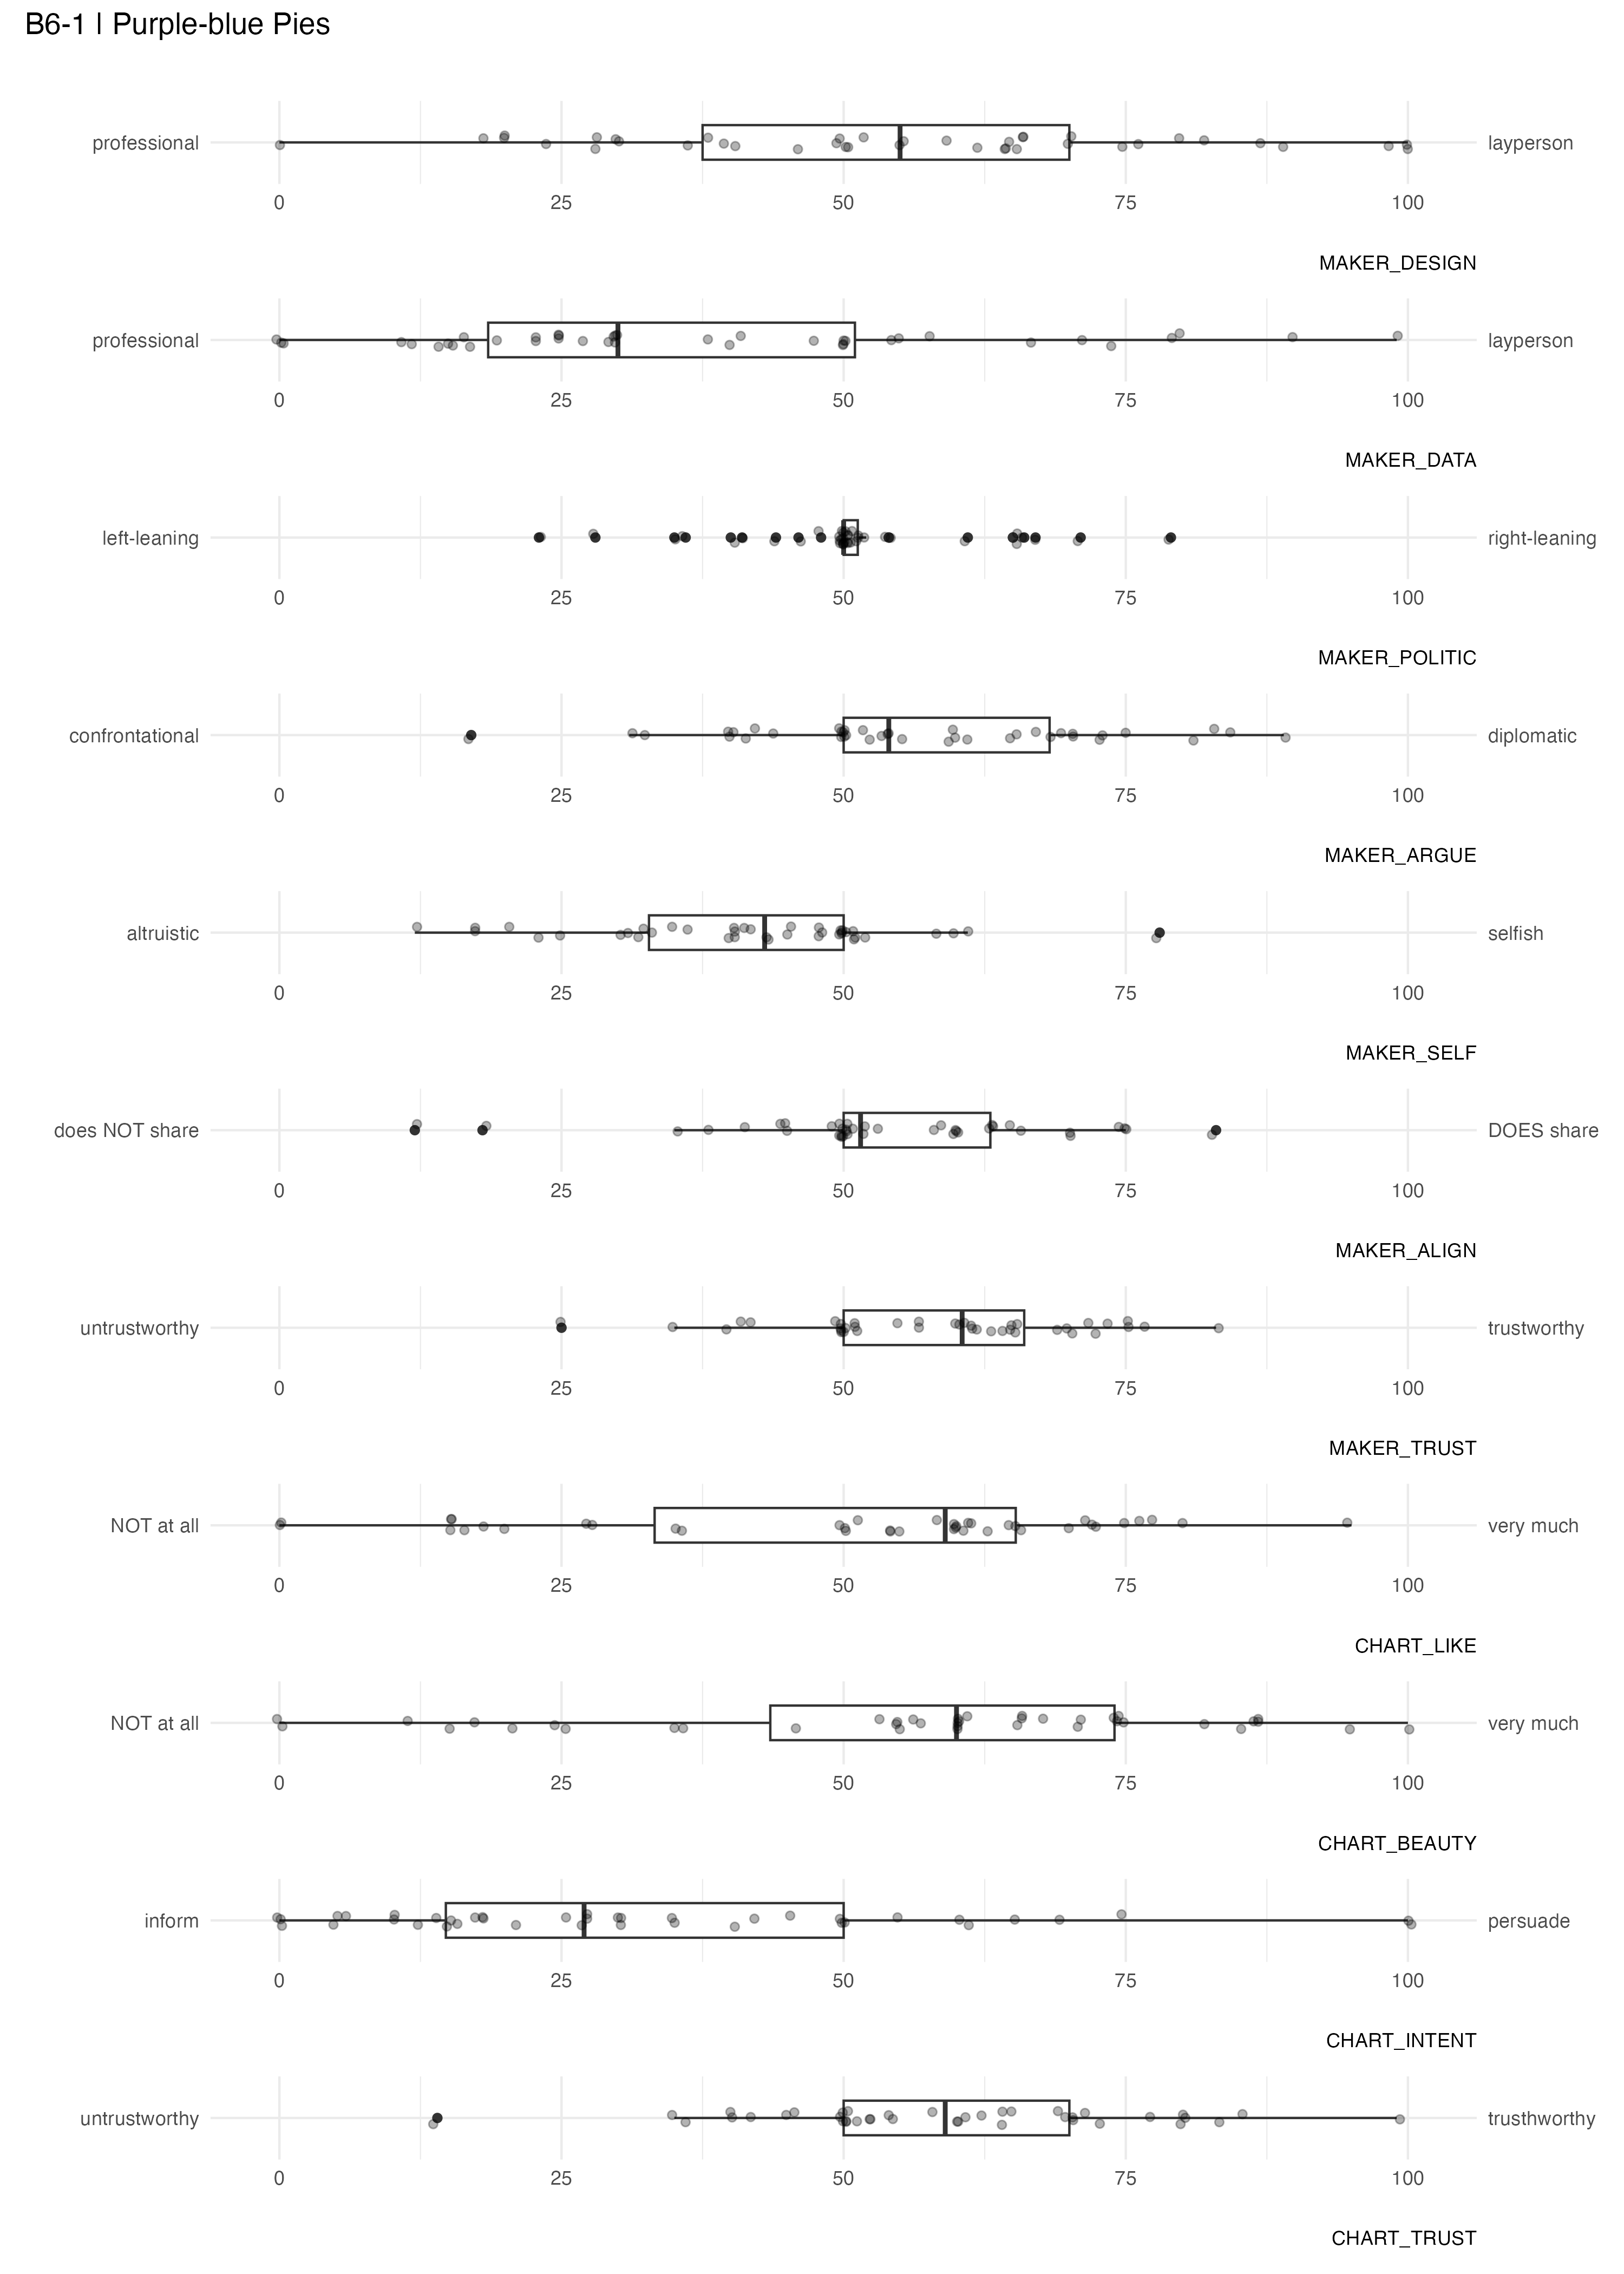 B6-1 | Purple-blue Pies
professional layperson
0 25 50 75 100
MAKER_DESIGN
professional layperson
0 25 50 75 100
MAKER_DATA
left-leaning right-leaning
0 25 50 75 100
MAKER_POLITIC
confrontational diplomatic
0 25 50 75 100
MAKER_ARGUE
altruistic selfish
0 25 50 75 100
MAKER_SELF
does NOT share DOES share
0 25 50 75 100
MAKER_ALIGN
untrustworthy trustworthy
0 25 50 75 100
MAKER_TRUST
NOT at all very much
0 25 50 75 100
CHART_LIKE
NOT at all very much
0 25 50 75 100
CHART_BEAUTY
inform persuade
0 25 50 75 100
CHART_INTENT
untrustworthy trusthworthy
0 25 50 75 100
CHART_TRUST